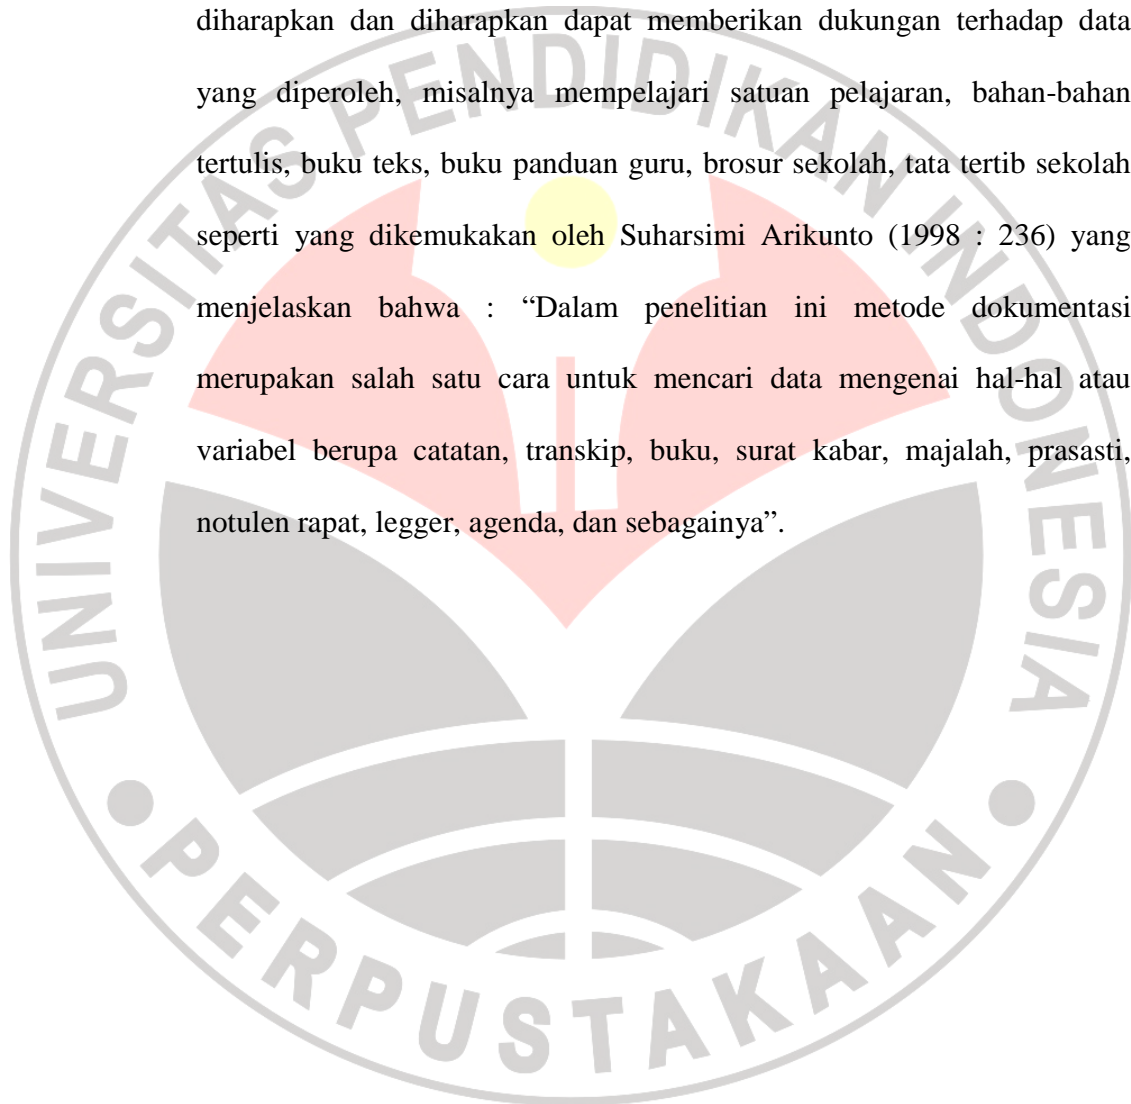 diharapkan dan diharapkan dapat memberikan dukungan terhadap data
yang diperoleh, misalnya mempelajari satuan pelajaran, bahan-bahan
tertulis, buku teks, buku panduan guru, brosur sekolah, tata tertib sekolah
seperti yang dikemukakan oleh Suharsimi Arikunto (1998 : 236) yang
menjelaskan bahwa : “Dalam penelitian ini metode dokumentasi
merupakan salah satu cara untuk mencari data mengenai hal-hal atau
variabel berupa catatan, transkip, buku, surat kabar, majalah, prasasti,
notulen rapat, legger, agenda, dan sebagainya”.
UNIVERSITAS PENDIDIKAN INDONESIA
PERPUSTAKAAN